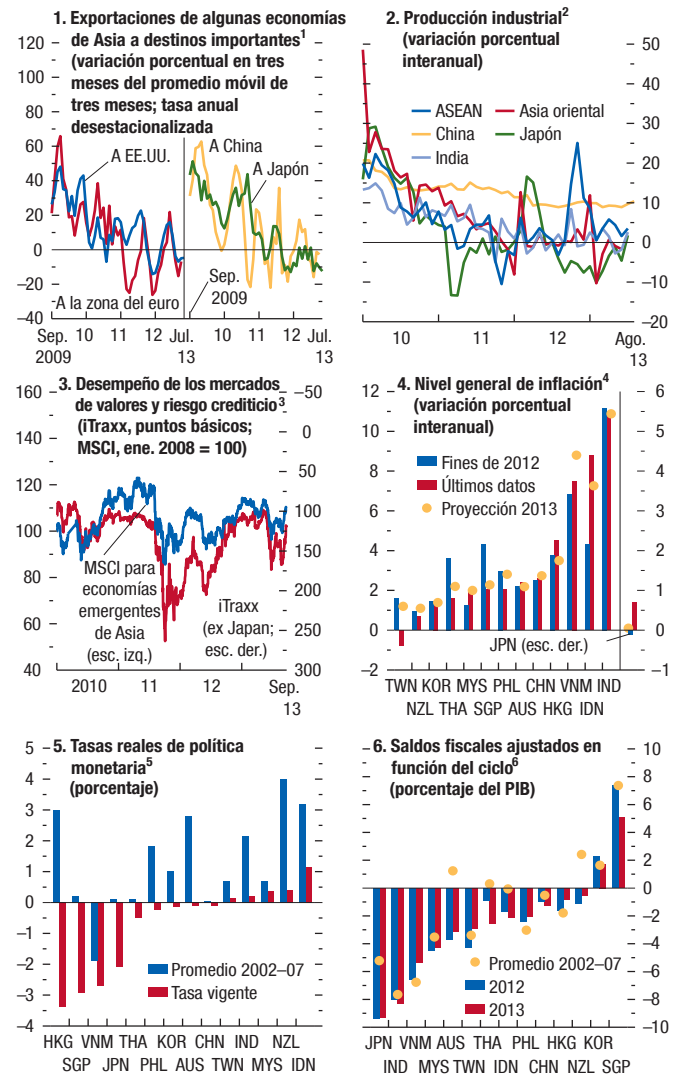 1. Exportaciones de algunas economías
de Asia a destinos importantes1
(variación porcentual en tres
meses del promedio móvil de
tres meses; tasa anual
desestacionalizada
120
100
80
60
40
20
0
−20
−40
A EE.UU.
A China
A Japón
A la zona del euro
Sep.
2009
Sep. 10 11 12 Jul. 10 11 12 Jul.
2009 13 13
2. Producción industrial2
(variación porcentual
interanual)
50
40
30
20
10
0
−10
−20
ASEAN
Asia oriental
China
Japón
India
10 11 12 Ago.
13
3. Desempeño de los mercados
de valores y riesgo crediticio3
(iTraxx, puntos básicos;
MSCI, ene. 2008 = 100)
160
140
120
100
80
60
40
−50
0
50
100
150
200
250
300
MSCI para
economías
emergentes
de Asia
(esc. izq.)
iTraxx
(ex Japan;
esc. der.)
2010 11 12 Sep.
13
4. Nivel general de inflación4
(variación porcentual
interanual)
12
10
8
6
4
2
0
−2
6
5
4
3
2
1
0
−1
Fines de 2012
Últimos datos
Proyección 2013
JPN (esc. der.)
TWN KOR MYS PHL CHN VNM IND
NZL THA SGP AUS HKG IDN
5. Tasas reales de política
monetaria5
(porcentaje)
5
4
3
2
1
0
−1
−2
−3
−4
Promedio 2002–07
Tasa vigente
HKG VNM THA KOR CHN IND NZL
SGP JPN PHL AUS TWN MYS IDN
6. Saldos fiscales ajustados en
función del ciclo6
(porcentaje del PIB)
10
8
6
4
2
0
−2
−4
−6
−8
−10
Promedio 2002–07
2012
2013
JPN VNM AUS THA PHL HKG KOR
IND MYS TWN IDN CHN NZL SGP